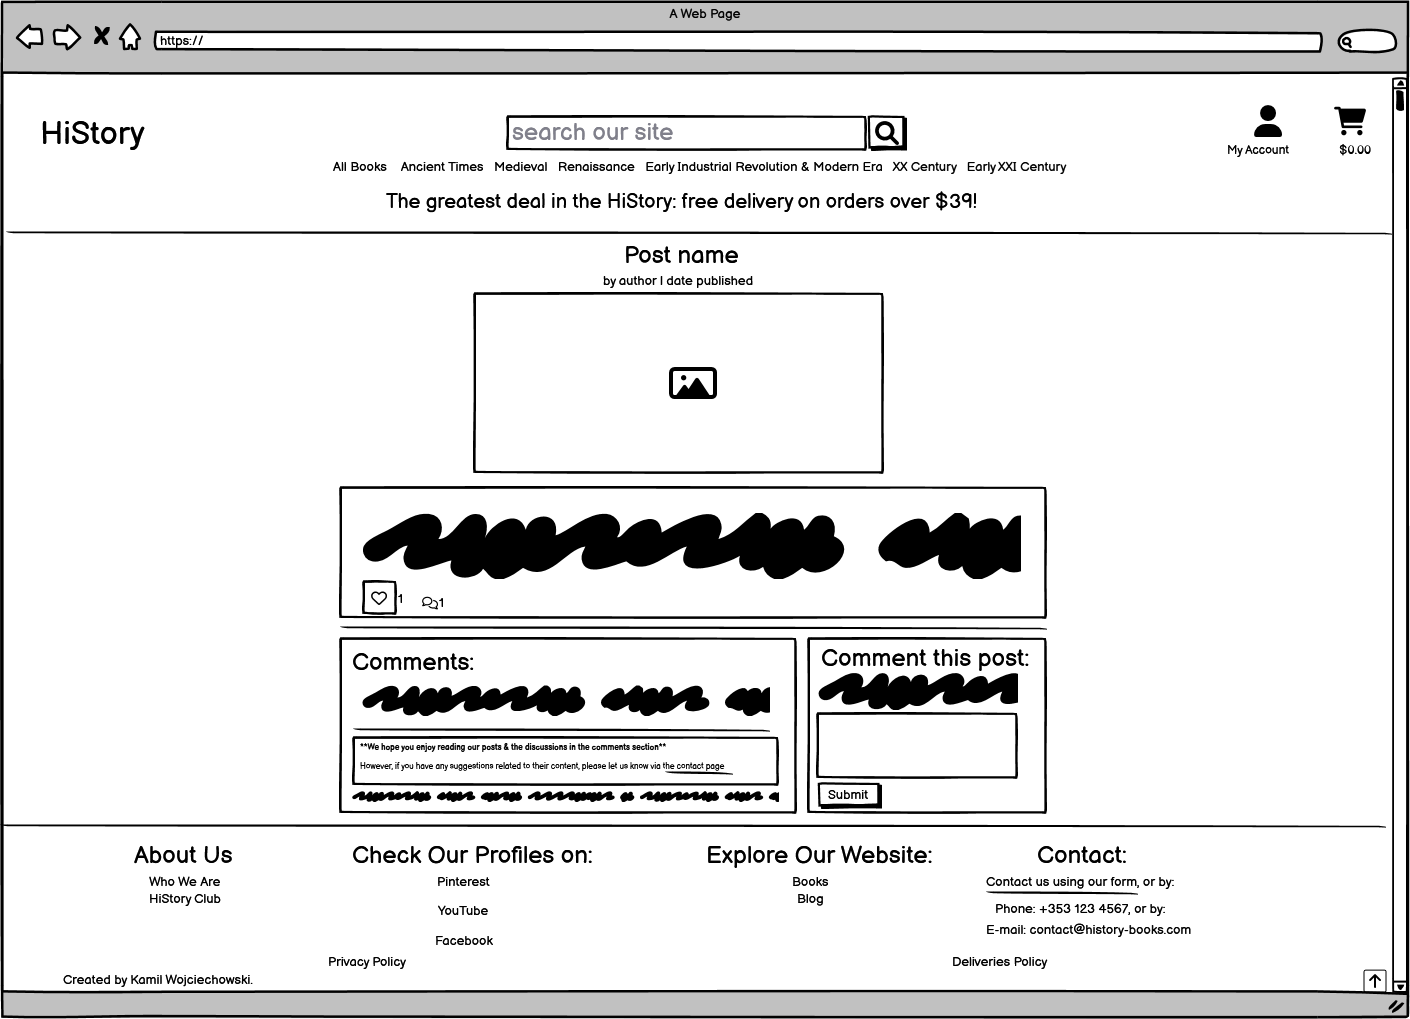 A Web Page
https://
HiStory
search our site
My Account
$0.00
All Books Ancient Times Medieval Renaissance Early Industrial Revolution & Modern Era XX Century Early XXI Century
The greatest deal in the HiStory: free delivery on orders over $39!
Post name
by author | date published
1
1
Comments:
**We hope you enjoy reading our posts & the discussions in the comments section**
However, if you have any suggestions related to their content, please let us know via the contact page
Comment this post:
Submit
About Us
Who We Are
HiStory Club
Check Our Profiles on:
Pinterest
YouTube
Facebook
Explore Our Website:
Books
Blog
Contact:
Contact us using our form, or by:
Phone: +353 123 4567, or by:
E-mail: contact@history-books.com
Privacy Policy
Deliveries Policy
Created by Kamil Wojciechowski.